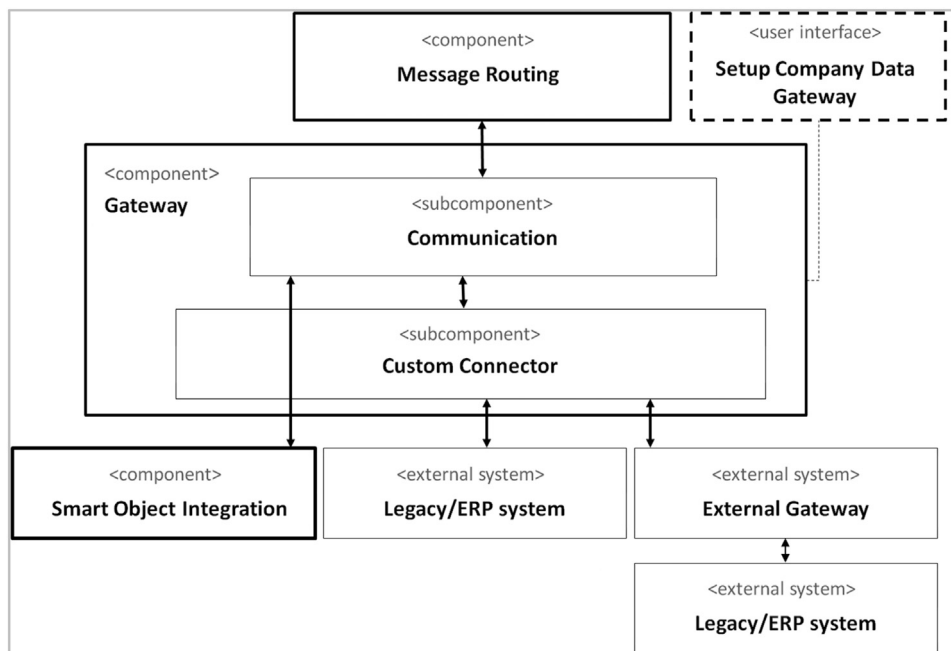 <component>
Message Routing
<user interface>
Setup Company Data
Gateway
<component>
Gateway
<subcomponent>
Communication
<subcomponent>
Custom Connector
<component>
Smart Object Integration
<external system>
Legacy/ERP system
<external system>
External Gateway
<external system>
Legacy/ERP system